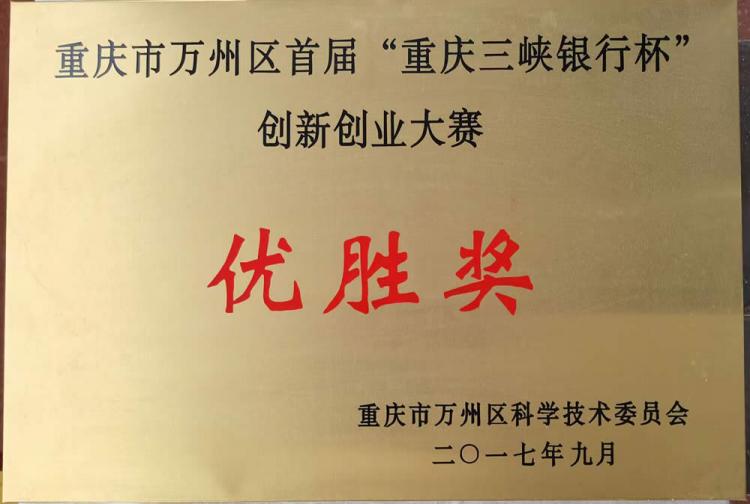 重庆市万州区首届“重庆三峡银行杯”
创新创业大赛
优胜奖
重庆市万州区科学技术委员会
二〇一七年九月